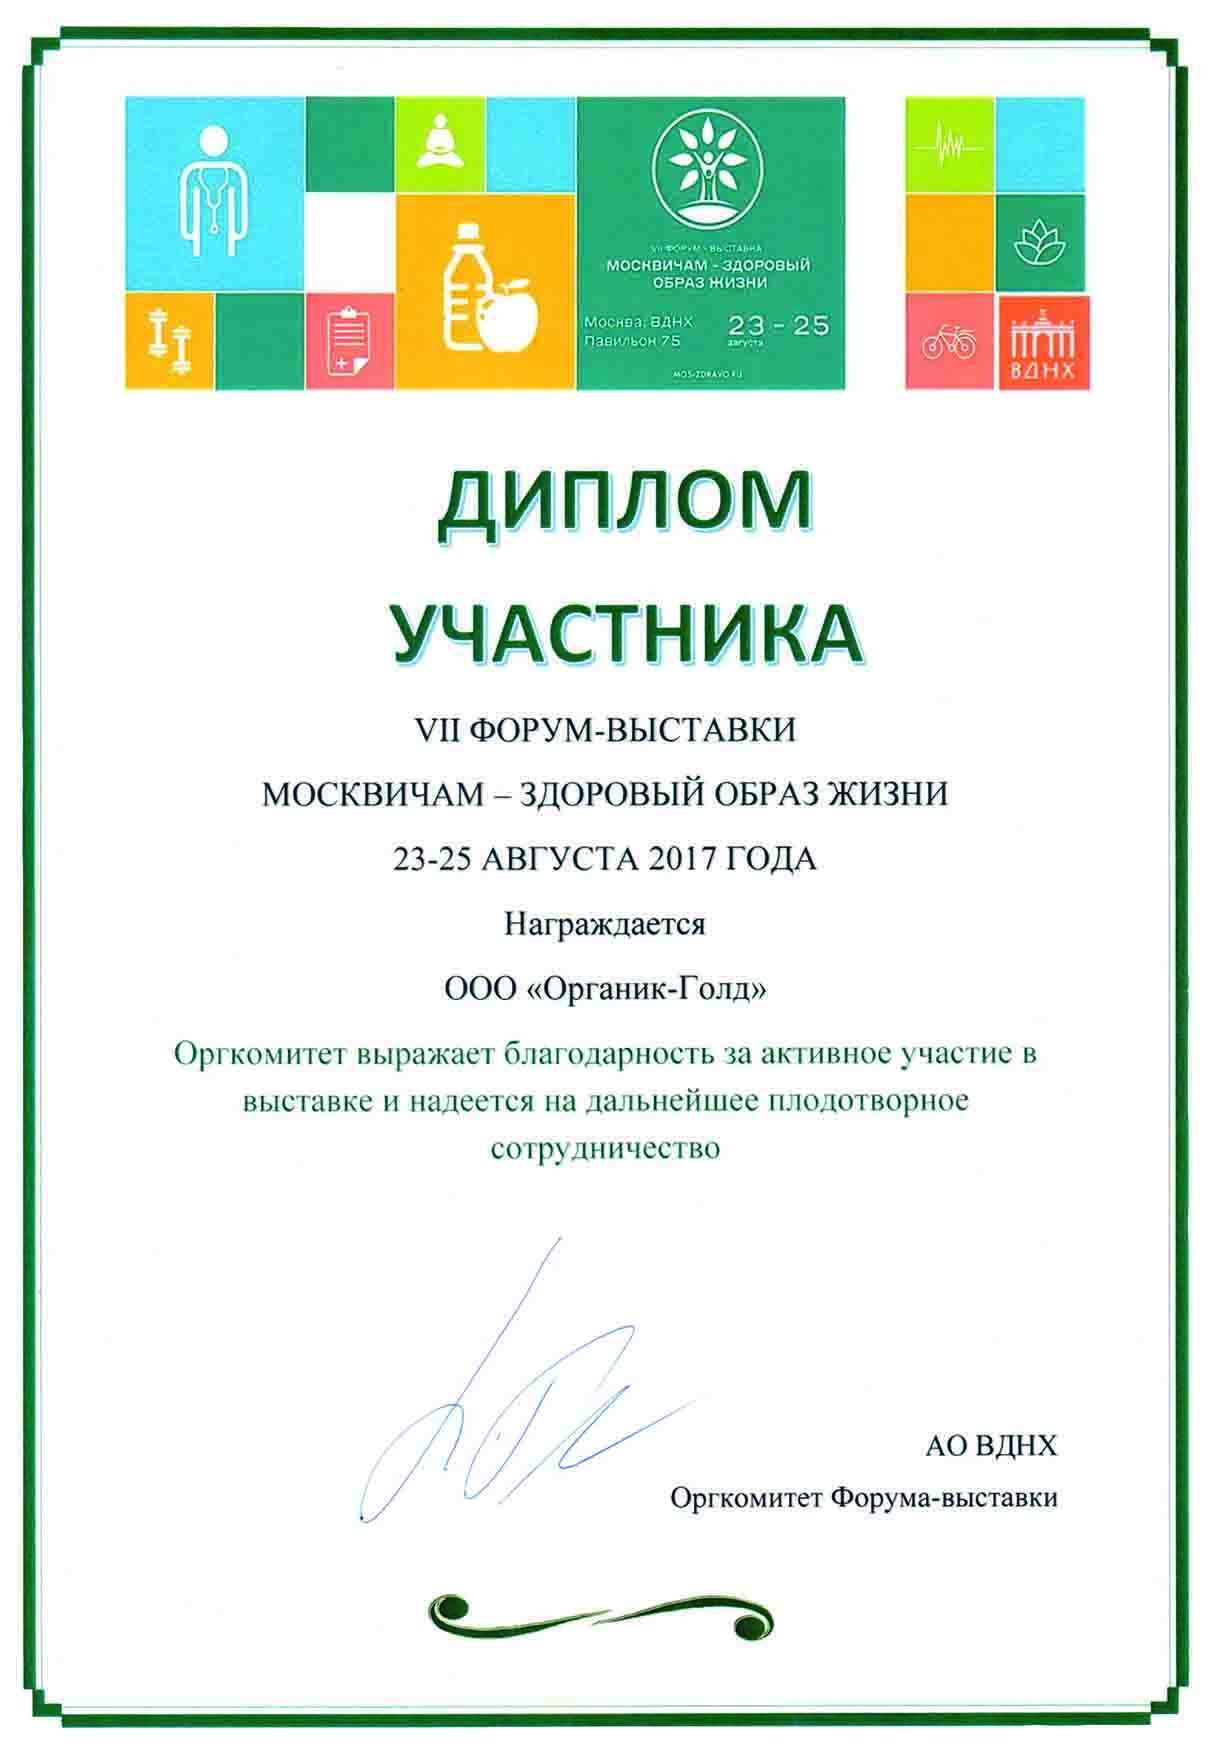 VII ФОРУМ - ВЫСТАВКА
МОСКВИЧАМ - ЗДОРОВЫЙ
ОБРАЗ ЖИЗНИ
Москва, ВДНХ
Павильон 75
23 - 25
августа
MOS-ZDRAVO.RU
ВДНХ
ДИПЛОМ
УЧАСТНИКА
VII ФОРУМ-ВЫСТАВКИ
МОСКВИЧАМ – ЗДОРОВЫЙ ОБРАЗ ЖИЗНИ
23-25 АВГУСТА 2017 ГОДА
Награждается
ООО «Органик-Голд»
Оргкомитет выражает благодарность за активное участие в
выставке и надеется на дальнейшее плодотворное
сотрудничество
АО ВДНХ
Оргкомитет Форума-выставки